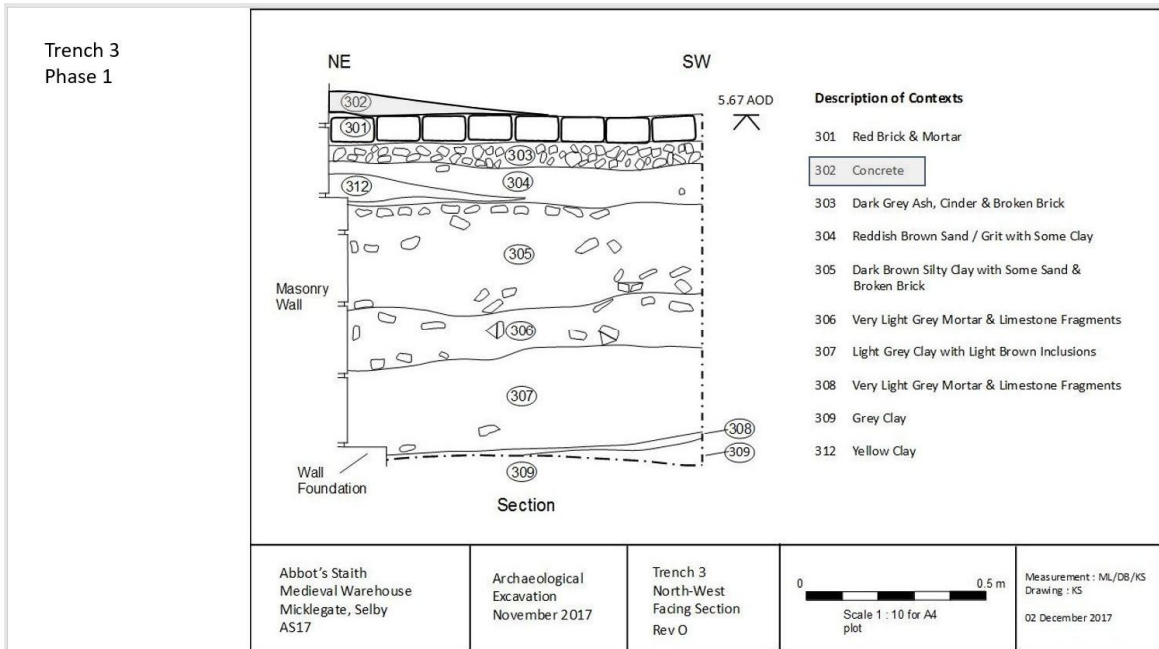 Trench 3
Phase 1
NE
SW
302
5.67 AOD
301
303
304
312
305
Masonry
Wall
306
307
308
309
309
Wall
Foundation
Section
Description of Contexts
301 Red Brick & Mortar
302 Concrete
303 Dark Grey Ash, Cinder & Broken Brick
304 Reddish Brown Sand / Grit with Some Clay
305 Dark Brown Silty Clay with Some Sand &
Broken Brick
306 Very Light Grey Mortar & Limestone Fragments
307 Light Grey Clay with Light Brown Inclusions
308 Very Light Grey Mortar & Limestone Fragments
309 Grey Clay
312 Yellow Clay
Abbot's Staith
Medieval Warehouse
Micklegate, Selby
AS17
Archaeological
Excavation
November 2017
Trench 3
North-West
Facing Section
Rev O
0 0.5 m
Scale 1 : 10 for A4
plot
Measurement : ML/DB/KS
Drawing : KS
02 December 2017